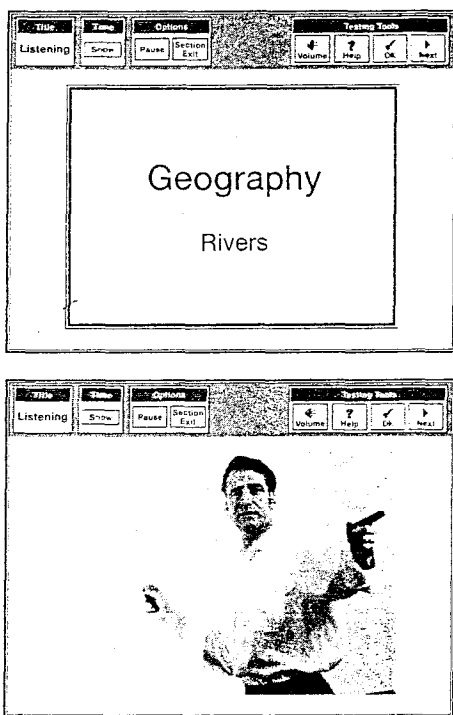 Title Time Options Testing Tools
Listening Show Pause Section Exit Volume Help OK Next
Geography
Rivers
Title Time Options Testing Tools
Listening Show Pause Section Exit Volume Help OK Next